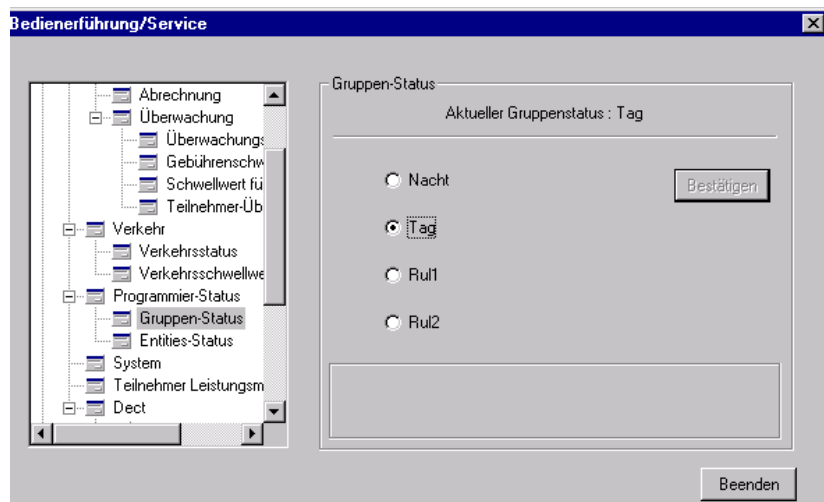 Bedienerführung/Service
Abrechnung
Überwachung
Überwachungs
Gebührenschw
Schwellwert fü
Teilnehmer-Üb
Verkehr
Verkehrsstatus
Verkehrsschwellwe
Programmier-Status
Gruppen-Status
Entities-Status
System
Teilnehmer Leistungsm
Dect
Gruppen-Status
Aktueller Gruppenstatus : Tag
Nacht
Bestätigen
Tag
Rul1
Rul2
Beenden